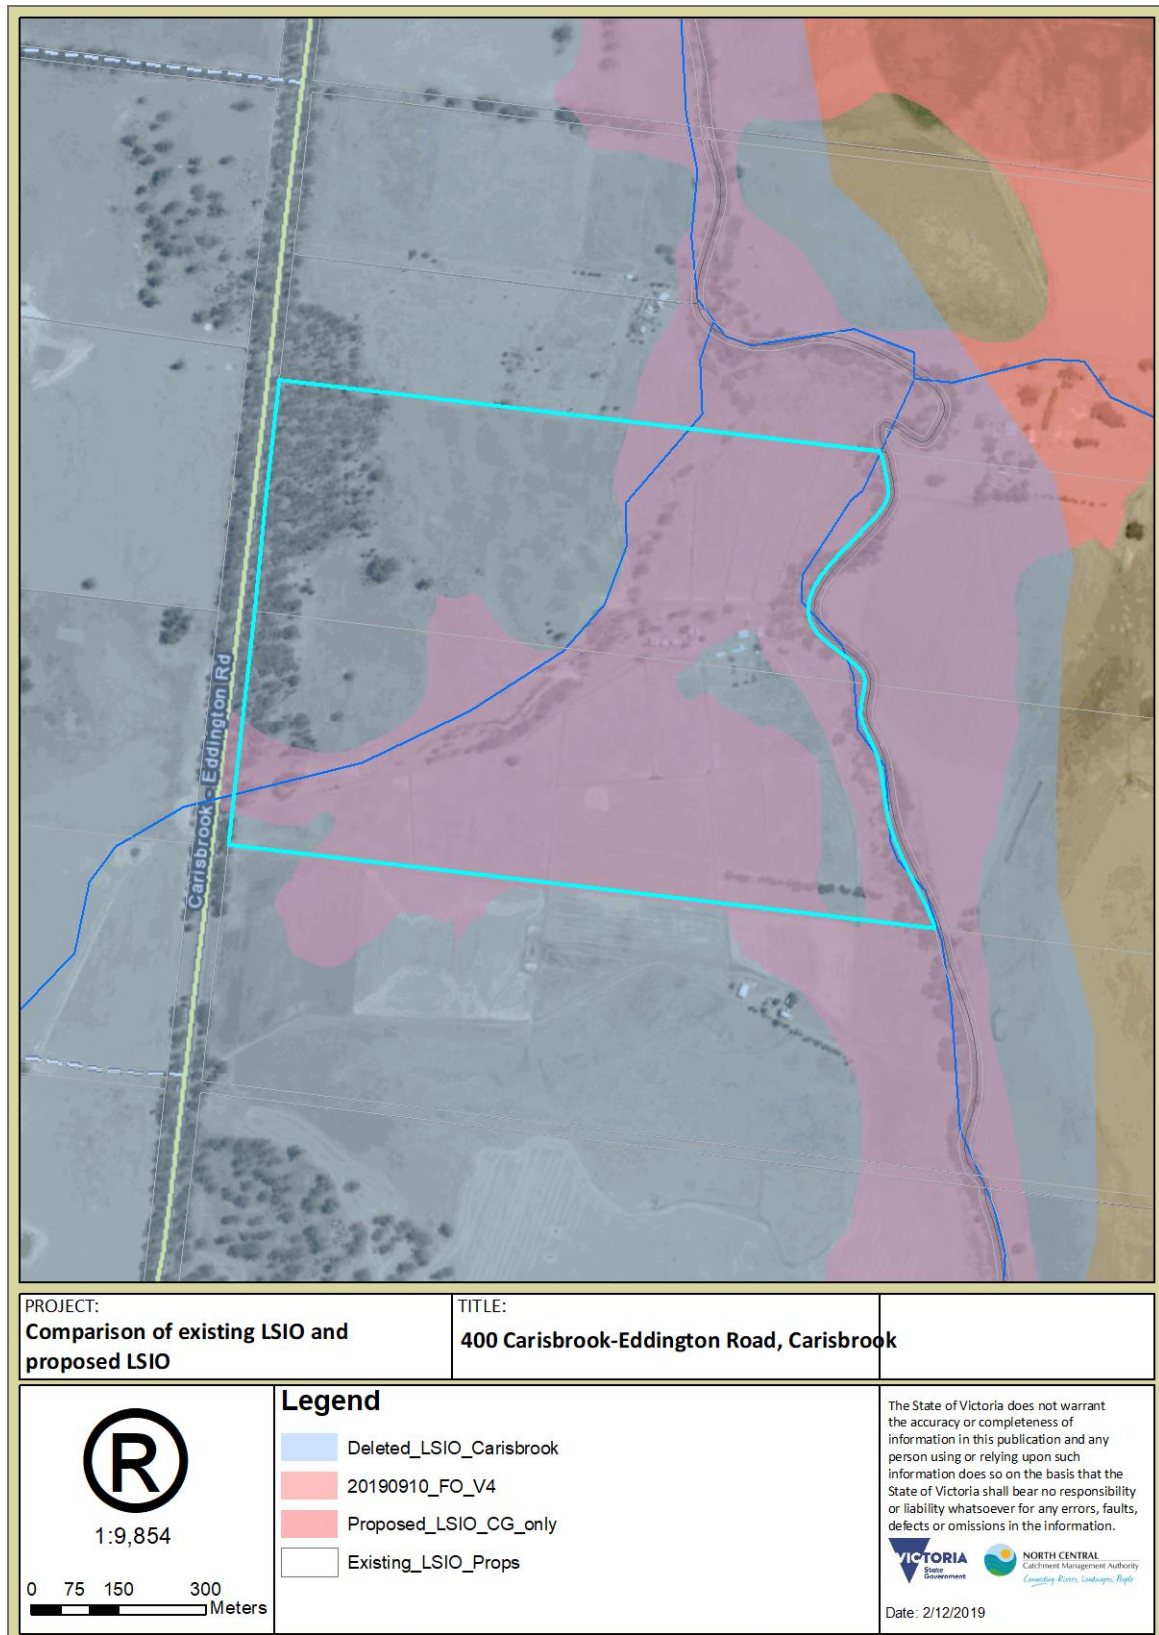 Carisbrook - Eddington Rd
PROJECT:
Comparison of existing LSIO and
proposed LSIO
TITLE:
400 Carisbrook-Eddington Road, Carisbrook
R
1:9,854
0 75 150 300
Meters
Legend
Deleted_LSIO_Carisbrook
20190910_FO_V4
Proposed_LSIO_CG_only
Existing_LSIO_Props
The State of Victoria does not warrant
the accuracy or completeness of
information in this publication and any
person using or relying upon such
information does so on the basis that the
State of Victoria shall bear no responsibility
or liability whatsoever for any errors, faults,
defects or omissions in the information.
VICTORIA
State
Government
NORTH CENTRAL
Catchment Management Authority
Connecting Rivers, Landscapes, People
Date: 2/12/2019